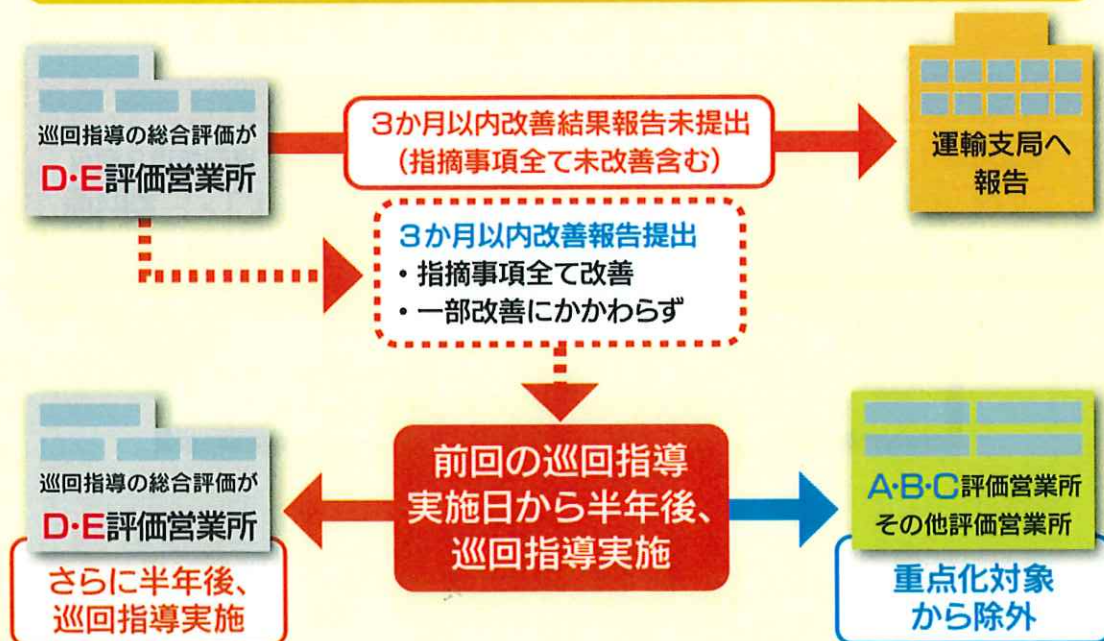 巡回指導の総合評価が
D・E評価営業所
3か月以内改善結果報告未提出
(指摘事項全て未改善含む)
運輸支局へ
報告
3か月以内改善報告提出
・指摘事項全て改善
・一部改善にかかわらず
巡回指導の総合評価が
D・E評価営業所
さらに半年後、
巡回指導実施
前回の巡回指導
実施日から半年後、
巡回指導実施
A・B・C評価営業所
その他評価営業所
重点化対象
から除外